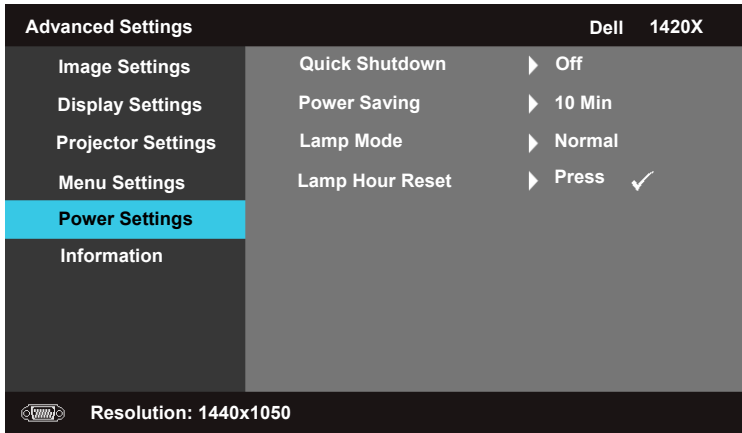 Advanced Settings Dell 1420X
Image Settings Quick Shutdown Off
Display Settings Power Saving 10 Min
Projector Settings Lamp Mode Normal
Menu Settings Lamp Hour Reset Press
Power Settings
Information
Resolution: 1440x1050